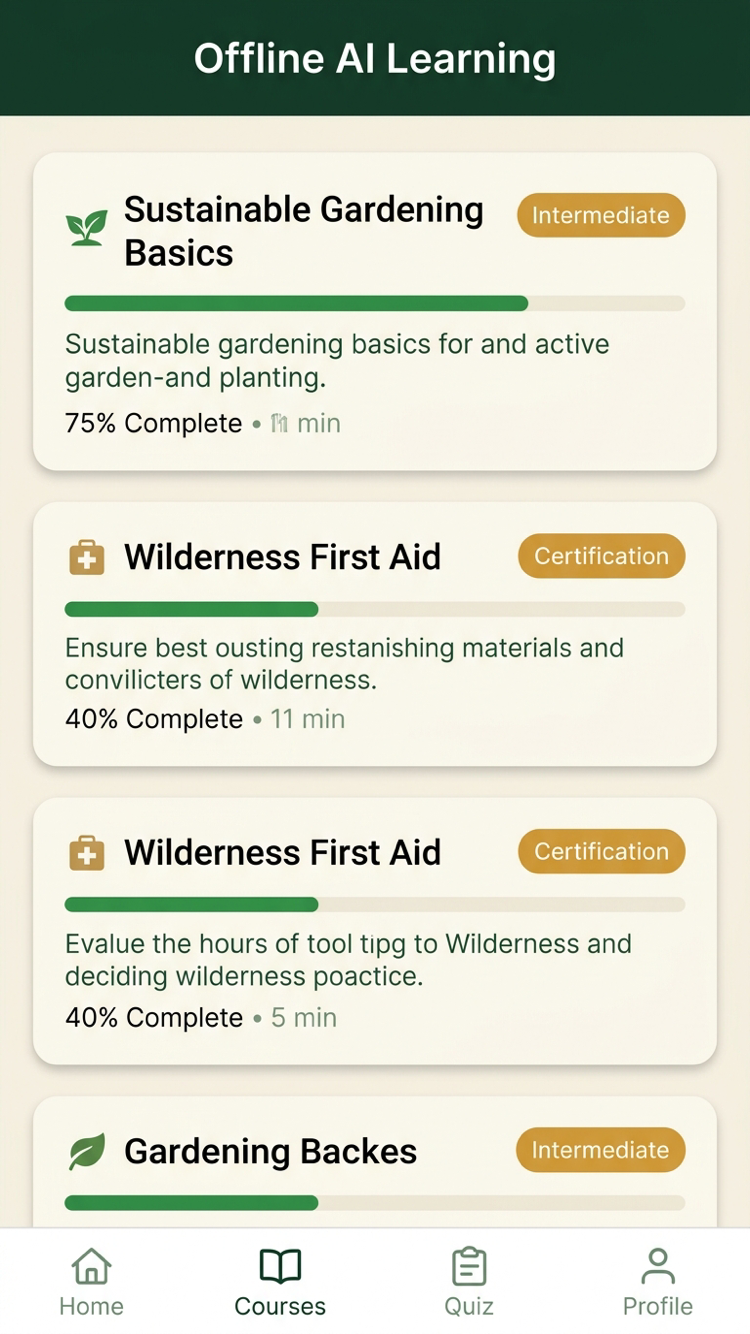 Offline AI Learning
Sustainable Gardening
Basics
Intermediate
Sustainable gardening basics for and active
garden-and planting.
75% Complete • min
Wilderness First Aid
Certification
Ensure best ousting restanishing materials and
convilicters of wilderness.
40% Complete • 11 min
Wilderness First Aid
Certification
Evalue the hours of tool tipg to Wilderness and
deciding wilderness poactice.
40% Complete • 5 min
Gardening Backes
Intermediate
Home
Courses
Quiz
Profile